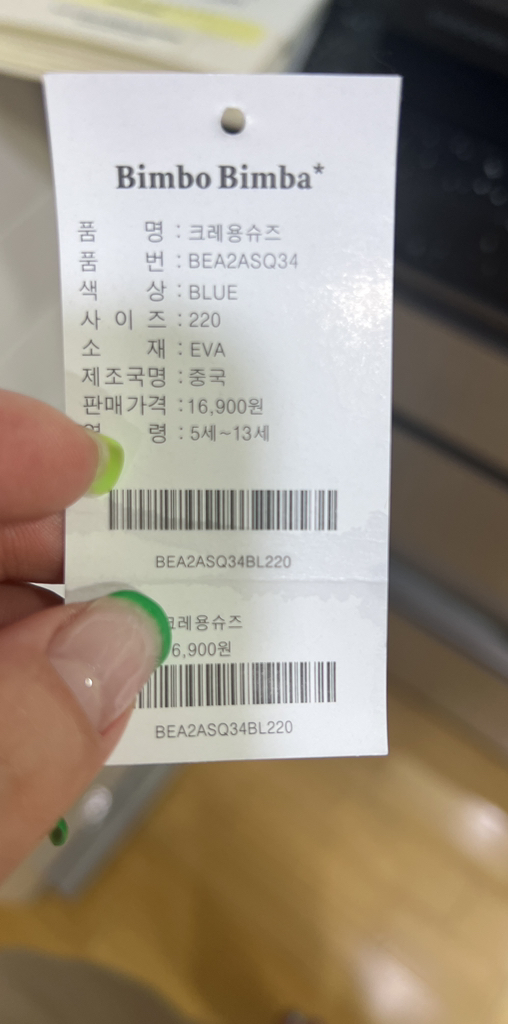 Bimbo Bimba*
품 명 : 크레용슈즈
품 번 : BEA2ASQ34
색 상 : BLUE
사 이 즈 : 220
소 재 : EVA
제조국명 : 중국
판매가격 : 16,900원
연 령 : 5세~13세
BEA2ASQ34BL220
크레용슈즈
6,900원
BEA2ASQ34BL220